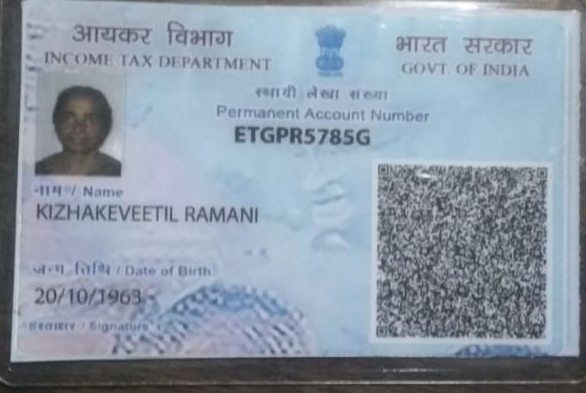 आयकर विभाग
INCOME TAX DEPARTMENT
भारत सरकार
GOVT. OF INDIA
स्थायी लेखा संख्या
Permanent Account Number
ETGPR5785G
नाम / Name
KIZHAKEVEETIL RAMANI
जन्म तिथि / Date of Birth
20/10/1963
हस्ताक्षर / Signature